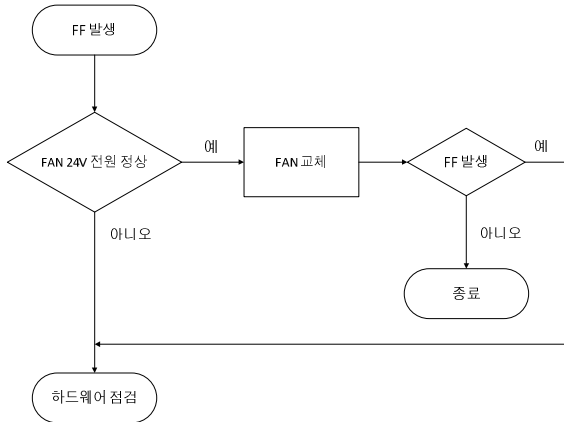 FF 발생
FAN 24V 전원 정상
예
FAN 교체
FF 발생
예
아니오
아니오
종료
하드웨어 점검